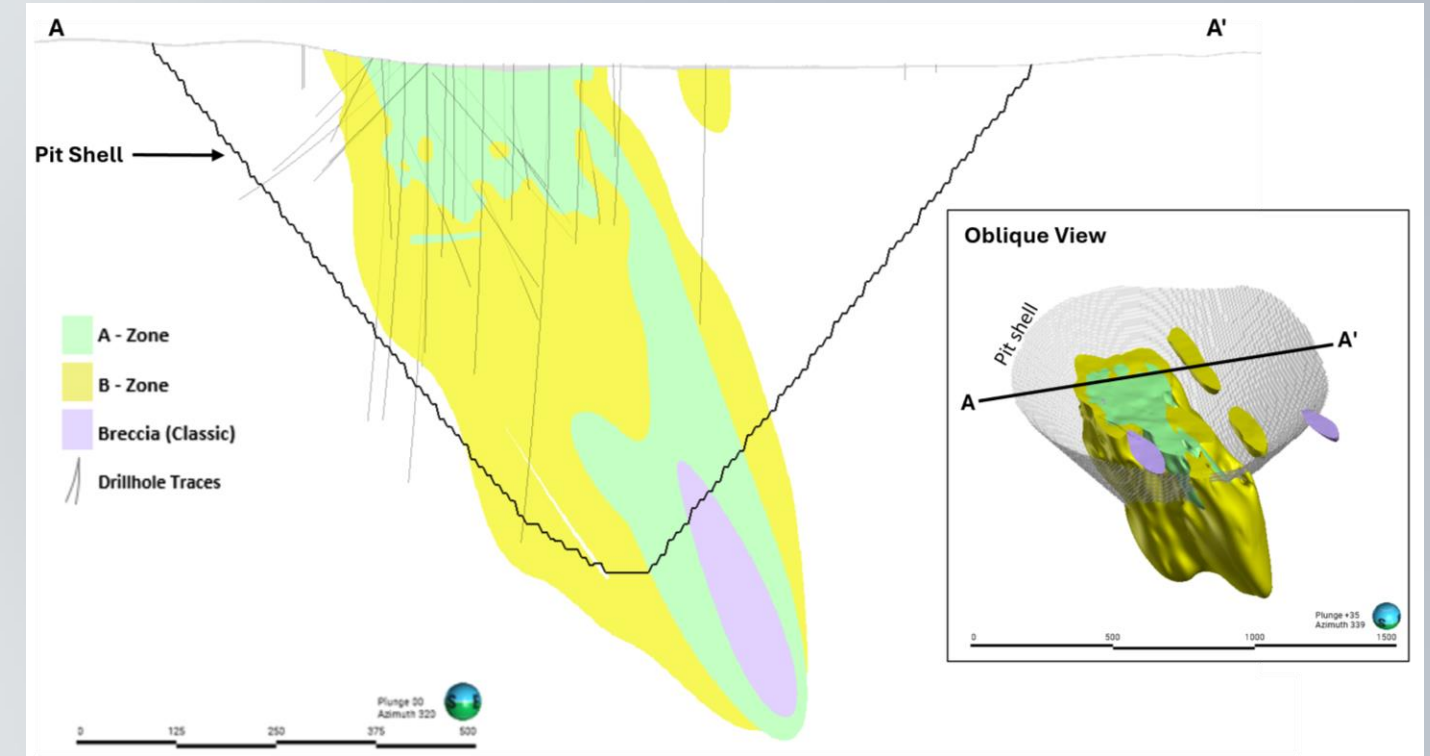 A
A'
Pit Shell
A - Zone
B - Zone
Breccia (Classic)
Drillhole Traces
Plunge 00
Azimuth 320
S E
0 125 250 375 500
Oblique View
Pit shell
A
A'
Plunge +35
Azimuth 339
S
0 500 1000 1500